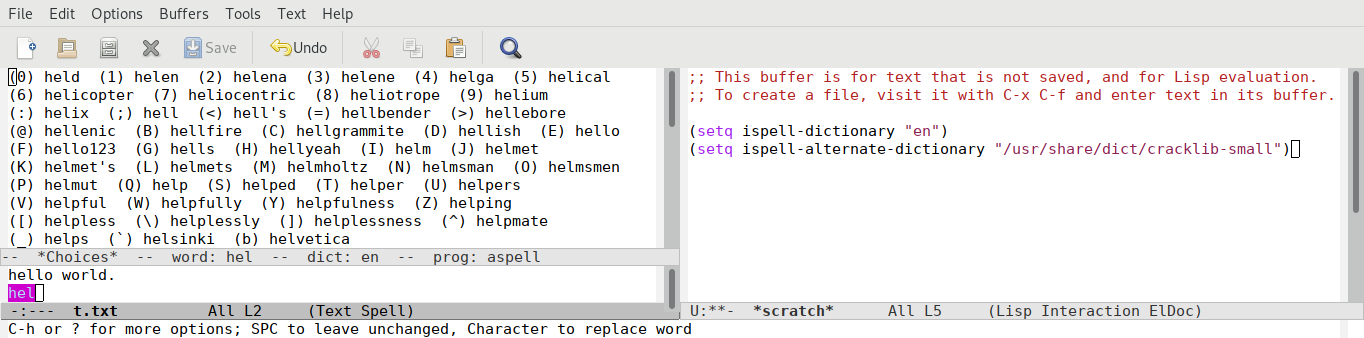 File Edit Options Buffers Tools Text Help
Save Undo
(0) held (1) helen (2) helena (3) helene (4) helga (5) helical
(6) helicopter (7) heliocentric (8) heliotrope (9) helium
(:) helix (;) hell (<) hell's (=) hellbender (>) hellebore
(@) hellenic (B) hellfire (C) hellgrammite (D) hellish (E) hello
(F) hello123 (G) hells (H) hellyeah (I) helm (J) helmet
(K) helmet's (L) helmets (M) helmholtz (N) helmsman (O) helmsmen
(P) helmut (Q) help (S) helped (T) helper (U) helpers
(V) helpful (W) helpfully (Y) helpfulness (Z) helping
([) helpless (\) helplessly (]) helplessness (^) helpmate
(_) helps (`) helsinki (b) helvetica
-- *Choices* -- word: hel -- dict: en -- prog: aspell
hello world.
hel
-:--- t.txt All L2 (Text Spell)
;; This buffer is for text that is not saved, and for Lisp evaluation.
;; To create a file, visit it with C-x C-f and enter text in its buffer.
(setq ispell-dictionary "en")
(setq ispell-alternate-dictionary "/usr/share/dict/cracklib-small")
U:**- *scratch* All L5 (Lisp Interaction ElDoc)
C-h or ? for more options; SPC to leave unchanged, Character to replace word